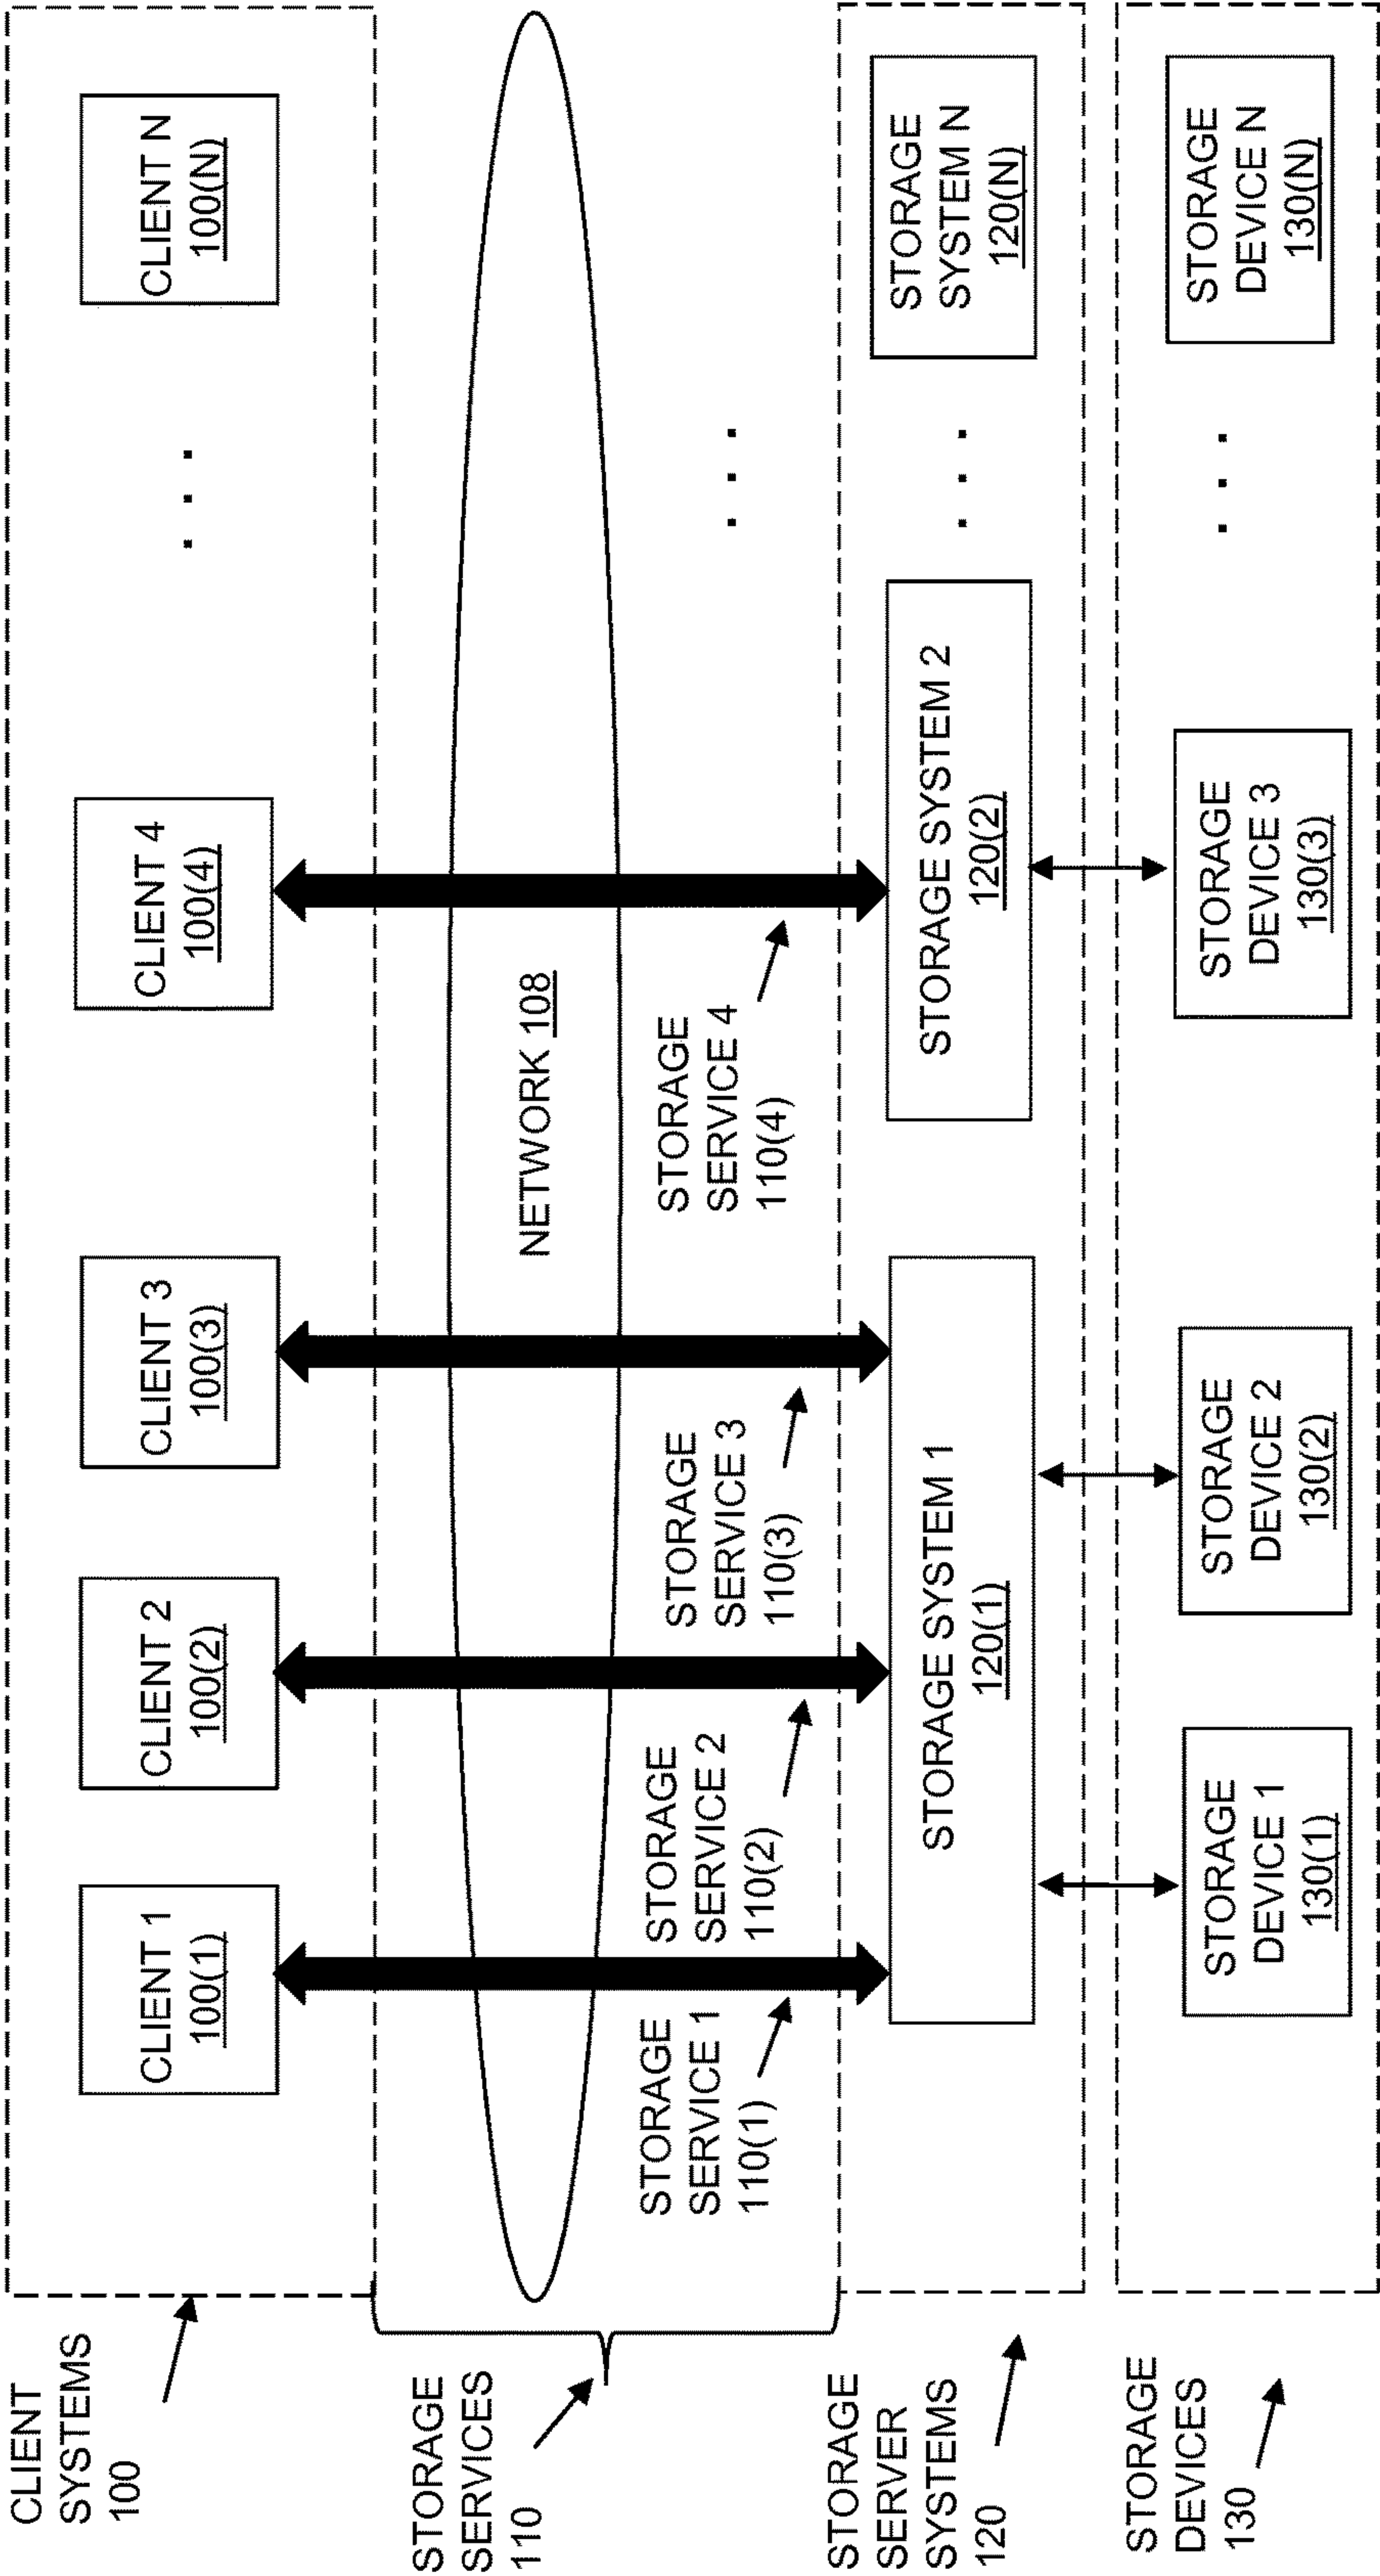 CLIENT
SYSTEMS
100
CLIENT 1
100(1)
CLIENT 2
100(2)
CLIENT 3
100(3)
CLIENT 4
100(4)
. . .
CLIENT N
100(N)
STORAGE
SERVICES
110
NETWORK 108
STORAGE
SERVICE 1
110(1)
STORAGE
SERVICE 2
110(2)
STORAGE
SERVICE 3
110(3)
STORAGE
SERVICE 4
110(4)
. . .
STORAGE
SERVER
SYSTEMS
120
STORAGE SYSTEM 1
120(1)
STORAGE SYSTEM 2
120(2)
. . .
STORAGE
SYSTEM N
120(N)
STORAGE
DEVICES
130
STORAGE
DEVICE 1
130(1)
STORAGE
DEVICE 2
130(2)
STORAGE
DEVICE 3
130(3)
. . .
STORAGE
DEVICE N
130(N)